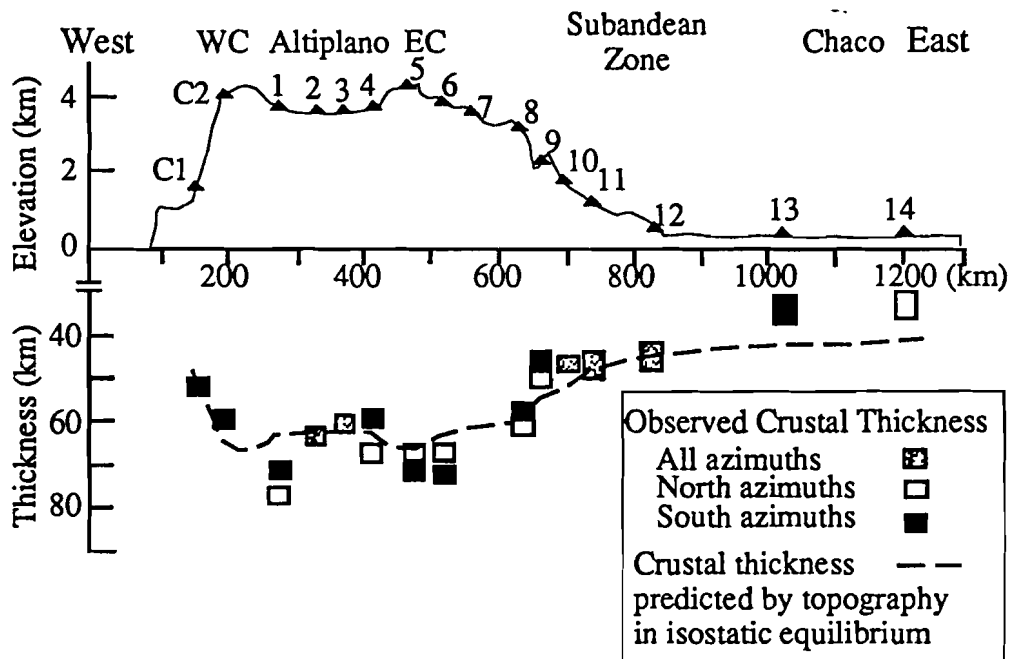 West WC Altiplano EC Subandean Zone Chaco East
Elevation (km)
4
2
0
C1 C2 1 2 3 4 5 6 7 8 9 10 11 12 13 14
200 400 600 800 1000 1200 (km)
Thickness (km)
40
60
80
Observed Crustal Thickness
All azimuths
North azimuths
South azimuths
Crustal thickness
predicted by topography
in isostatic equilibrium